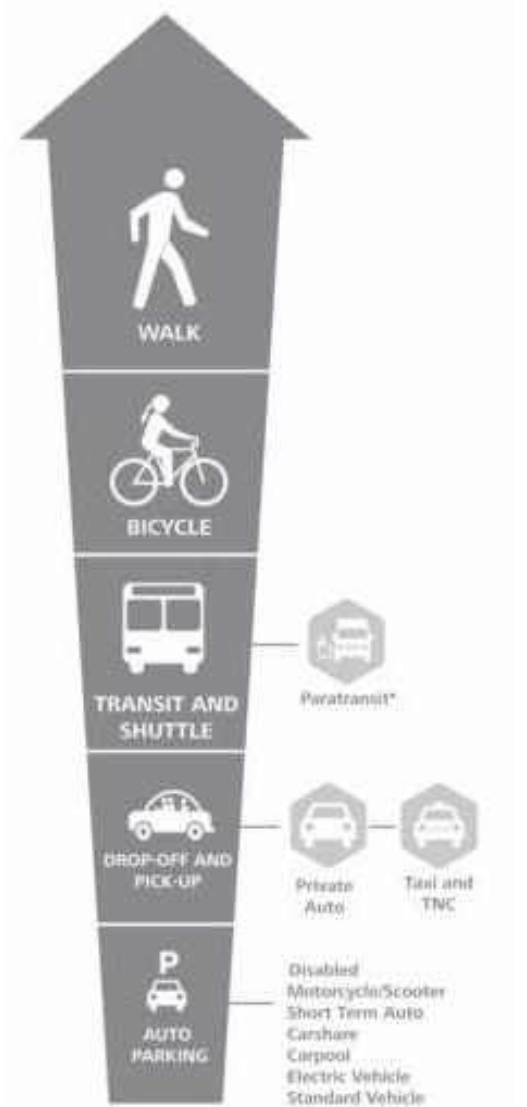 WALK
BICYCLE
TRANSIT AND
SHUTTLE
Paratransit*
DROP-OFF AND
PICK-UP
Private
Auto
Taxi and
TNC
P
AUTO
PARKING
Disabled
Motorcycle/Scooter
Short Term Auto
Carshare
Carpool
Electric Vehicle
Standard Vehicle